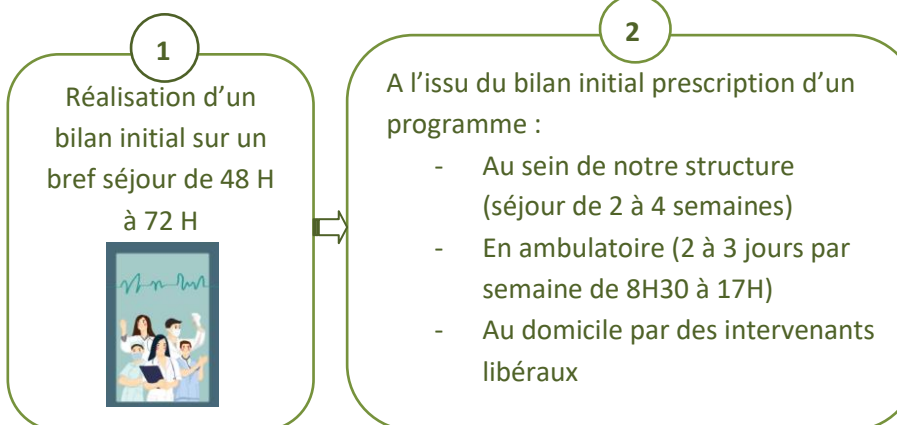 1
Réalisation d’un
bilan initial sur un
bref séjour de 48 H
à 72 H
2
A l’issu du bilan initial prescription d’un
programme :
- Au sein de notre structure
(séjour de 2 à 4 semaines)
- En ambulatoire (2 à 3 jours par
semaine de 8H30 à 17H)
- Au domicile par des intervenants
libéraux